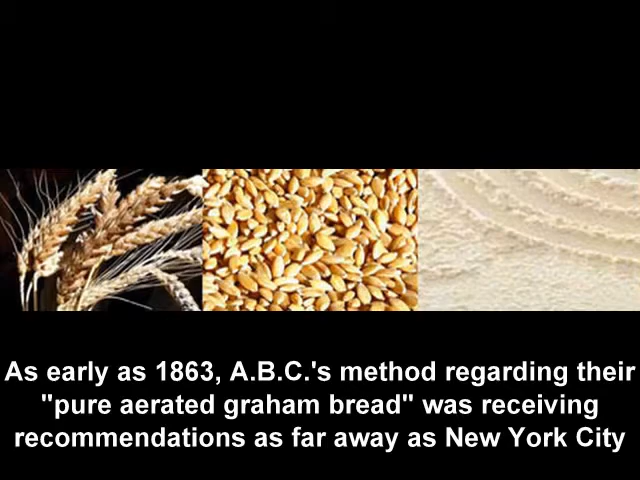 As early as 1863, A.B.C.'s method regarding their
"pure aerated graham bread" was receiving
recommendations as far away as New York City